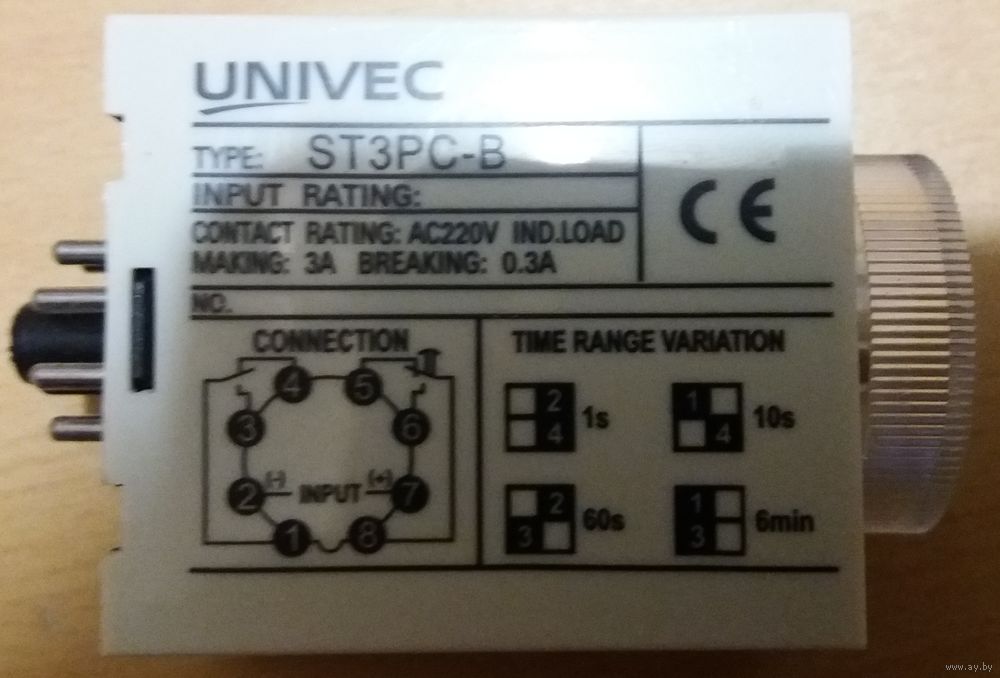 UNIVEC
TYPE: ST3PC-B
INPUT RATING:
CONTACT RATING: AC220V IND.LOAD
MAKING: 3A BREAKING: 0.3A
CE
NO.
CONNECTION
4 5
3 6
2 (-) INPUT (+) 7
1 8
TIME RANGE VARIATION
2
4 1s
1
4 10s
2
3 60s
1
3 6min
www.ay.by